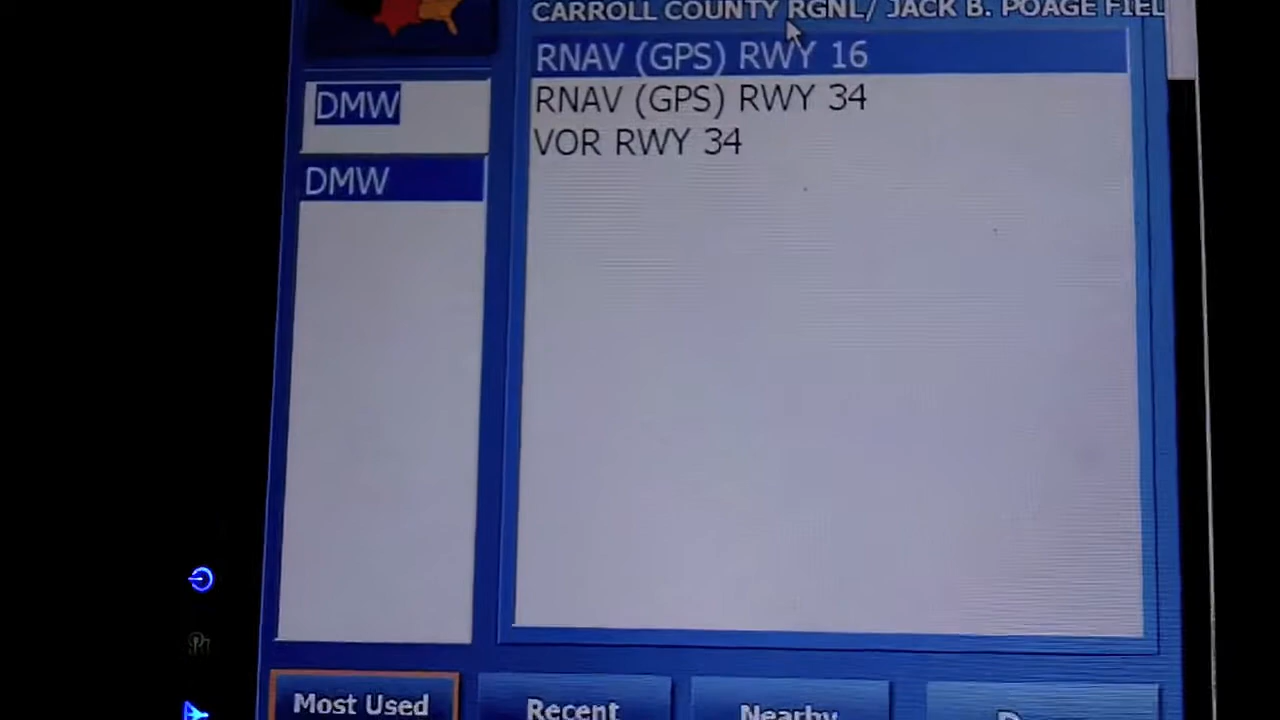 CARROLL COUNTY RGNL/ JACK B. POAGE FIEL
RNAV (GPS) RWY 16
DMW
RNAV (GPS) RWY 34
VOR RWY 34
DMW
Most Used
Recent
Nearby